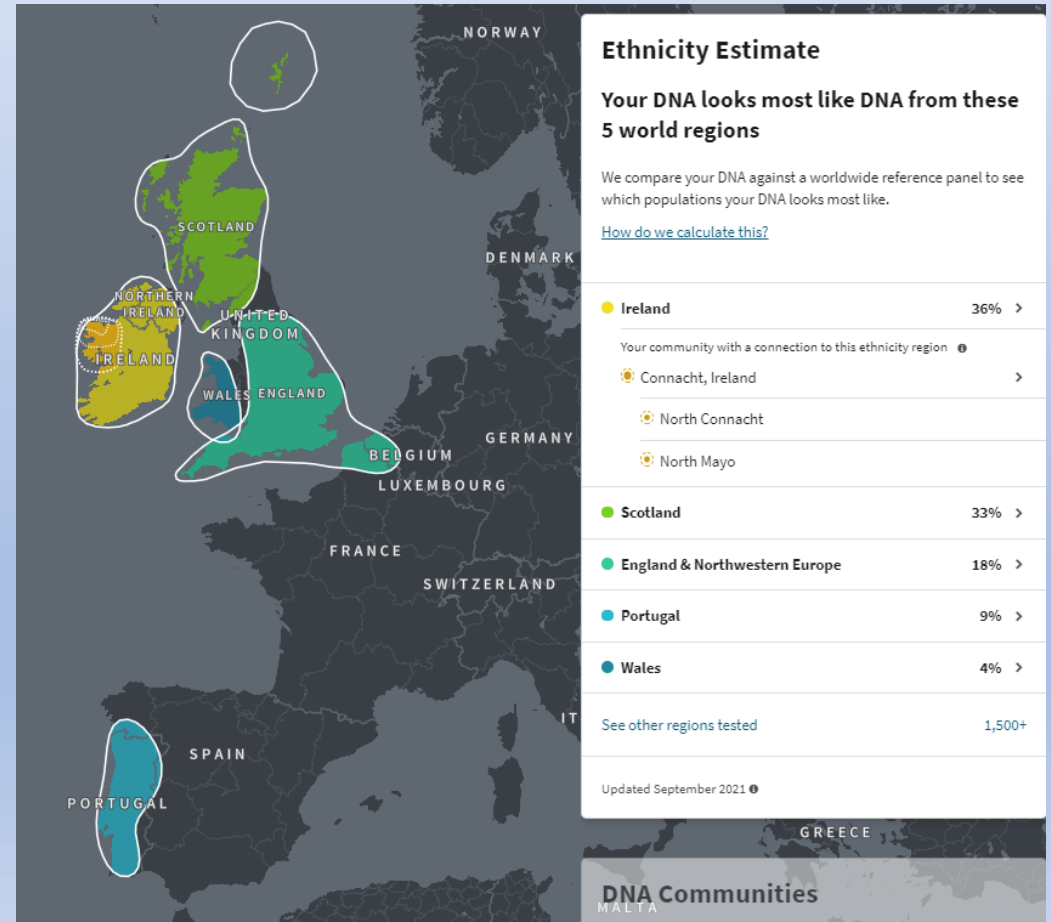 NORWAY
SCOTLAND
DENMARK
NORTHERN
IRELAND
UNITED
KINGDOM
IRELAND
WALES
ENGLAND
GERMANY
BELGIUM
LUXEMBOURG
FRANCE
SWITZERLAND
IT
SPAIN
PORTUGAL
Ethnicity Estimate
Your DNA looks most like DNA from these
5 world regions
We compare your DNA against a worldwide reference panel to see
which populations your DNA looks most like.
How do we calculate this?
Ireland 36%
Your community with a connection to this ethnicity region
Connacht, Ireland
North Connacht
North Mayo
Scotland 33%
England & Northwestern Europe 18%
Portugal 9%
Wales 4%
See other regions tested 1,500+
Updated September 2021
GREECE
DNA Communities
MALTA